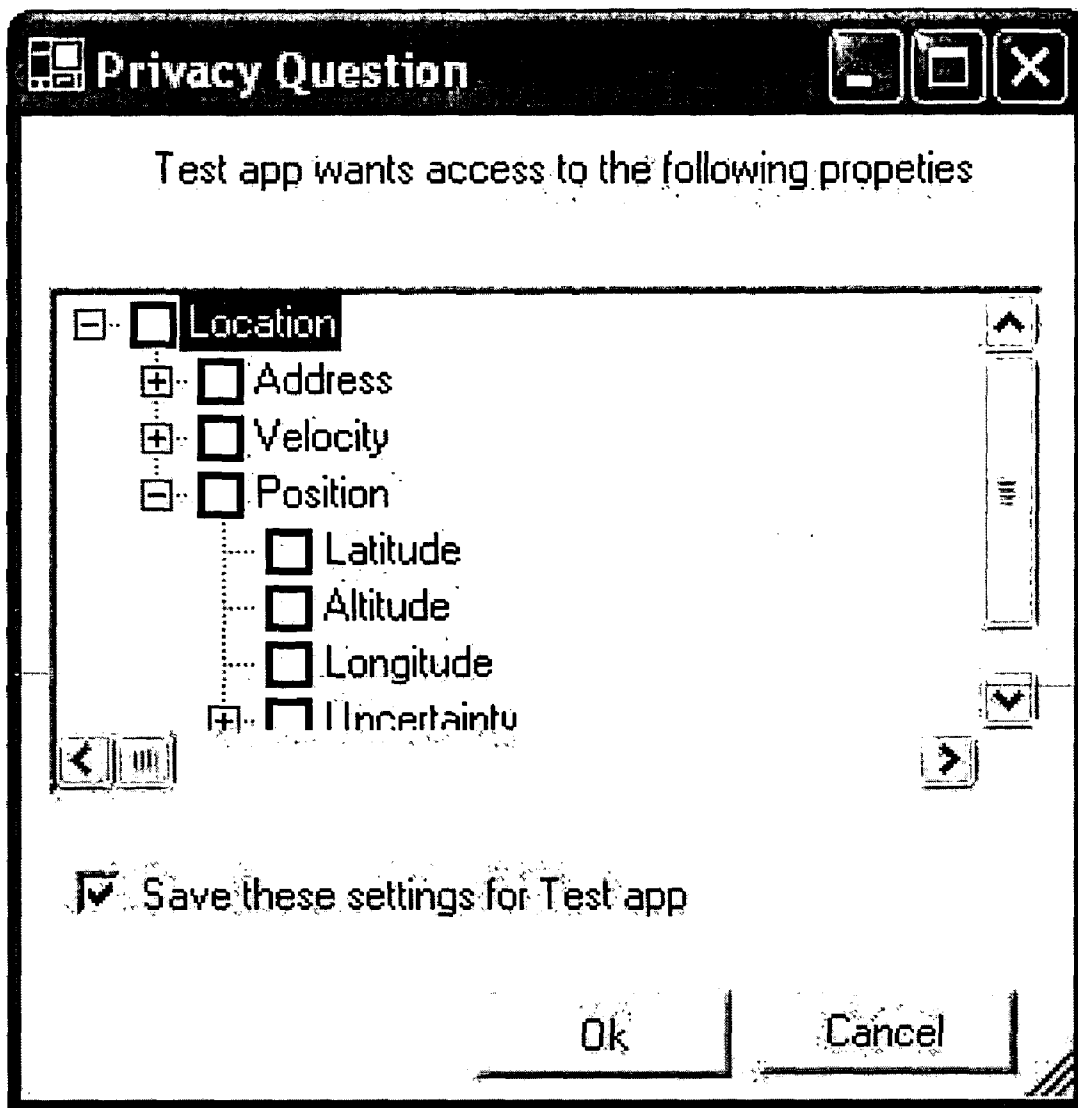 Privacy Question
Test app wants access to the following propeties
Location
Address
Velocity
Position
Latitude
Altitude
Longitude
Uncertainty
Save these settings for Test app
Ok
Cancel